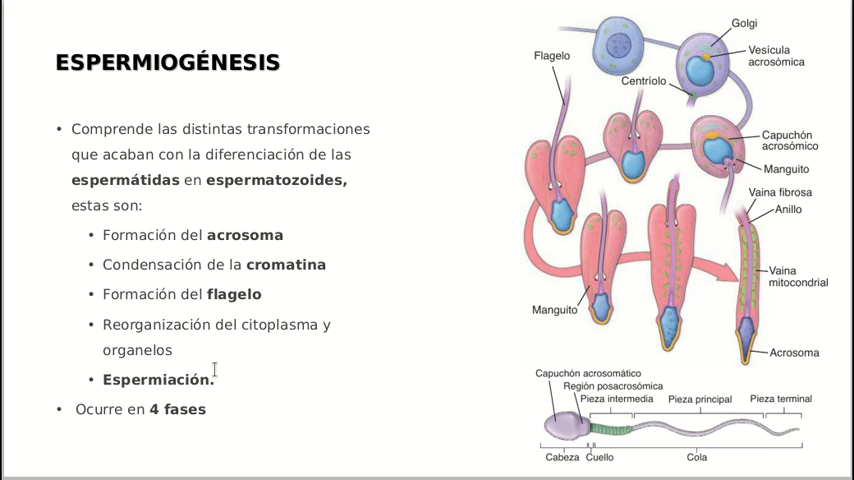 ESPERMIOGÉNESIS
• Comprende las distintas transformaciones
que acaban con la diferenciación de las
espermátidas en espermatozoides,
estas son:
• Formación del acrosoma
• Condensación de la cromatina
• Formación del flagelo
• Reorganización del citoplasma y
organelos
• Espermiación.
• Ocurre en 4 fases
Golgi
Flagelo
Vesícula
acrosómica
Centríolo
Capuchón
acrosómico
Manguito
Vaina fibrosa
Anillo
Vaina
mitocondrial
Manguito
Acrosoma
Capuchón acrosomático
Región posacrosómica
Pieza intermedia
Pieza principal
Pieza terminal
Cabeza
Cuello
Cola